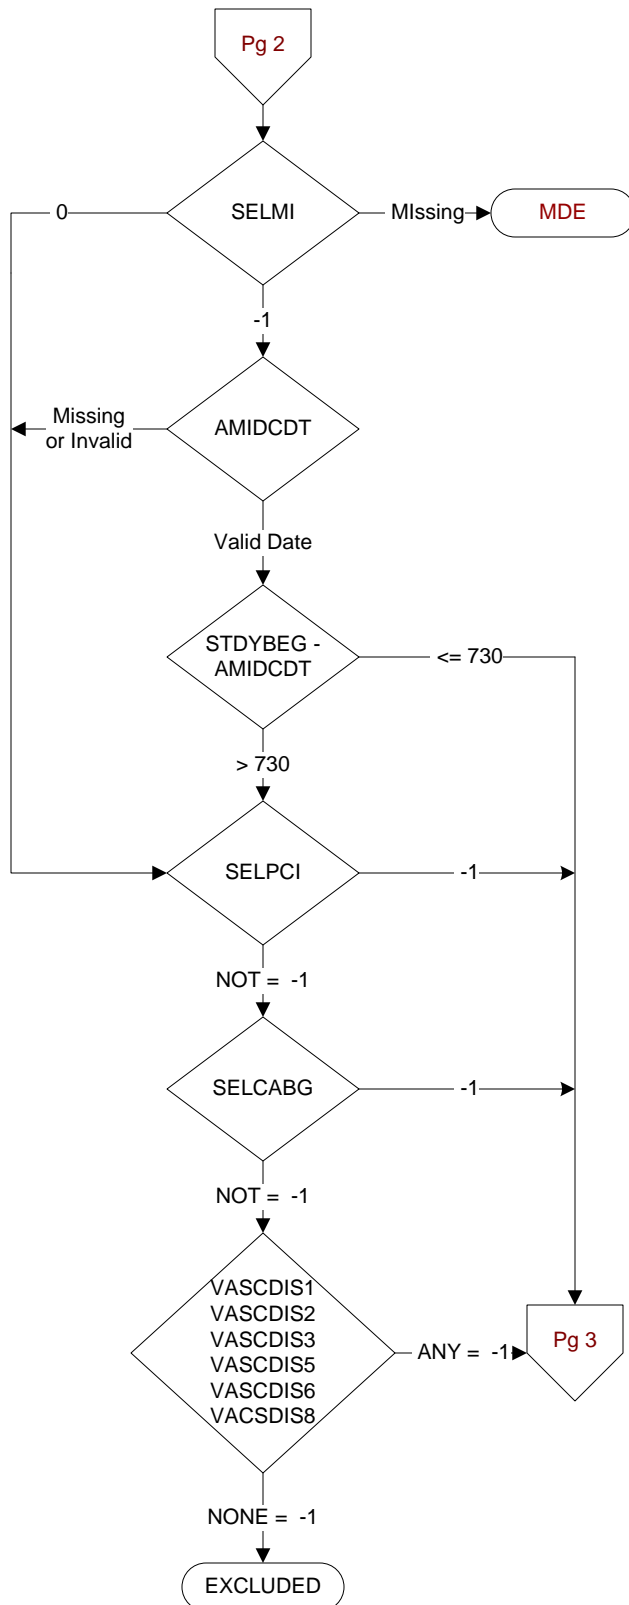 Pg 2
SELMI
0
MIssing
MDE
-1
AMIDCDT
Missing
or Invalid
Valid Date
STDYBEG -
AMIDCDT
<= 730
> 730
SELPCI
-1
NOT = -1
SELCABG
-1
NOT = -1
VASCDIS1
VASCDIS2
VASCDIS3
VASCDIS5
VASCDIS6
VACSDIS8
ANY = -1
Pg 3
NONE = -1
EXCLUDED